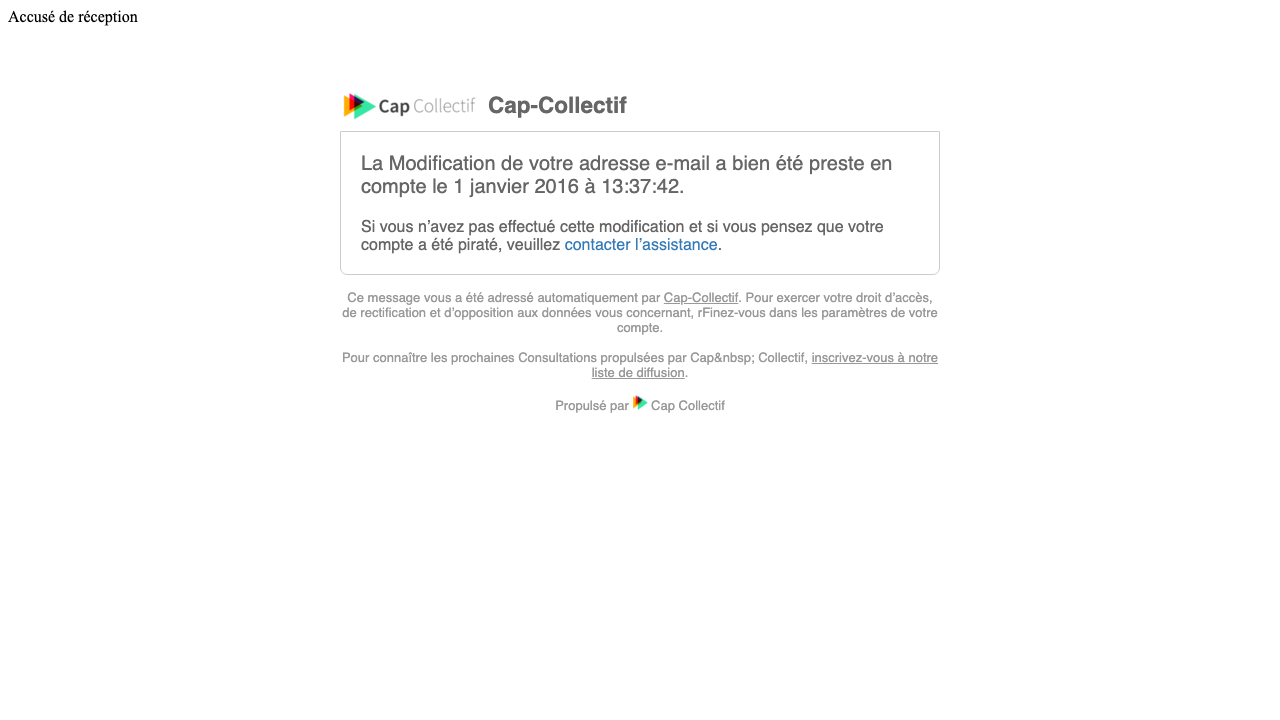 Accusé de réception
Cap Collectif Cap-Collectif
La Modification de votre adresse e-mail a bien été preste en
compte le 1 janvier 2016 à 13:37:42.
Si vous n’avez pas effectué cette modification et si vous pensez que votre
compte a été piraté, veuillez contacter l’assistance.
Ce message vous a été adressé automatiquement par Cap-Collectif. Pour exercer votre droit d’accès,
de rectification et d’opposition aux données vous concernant, rFinez-vous dans les paramètres de votre
compte.
Pour connaître les prochaines Consultations propulsées par Cap&nbsp; Collectif, inscrivez-vous à notre
liste de diffusion.
Propulsé par Cap Collectif